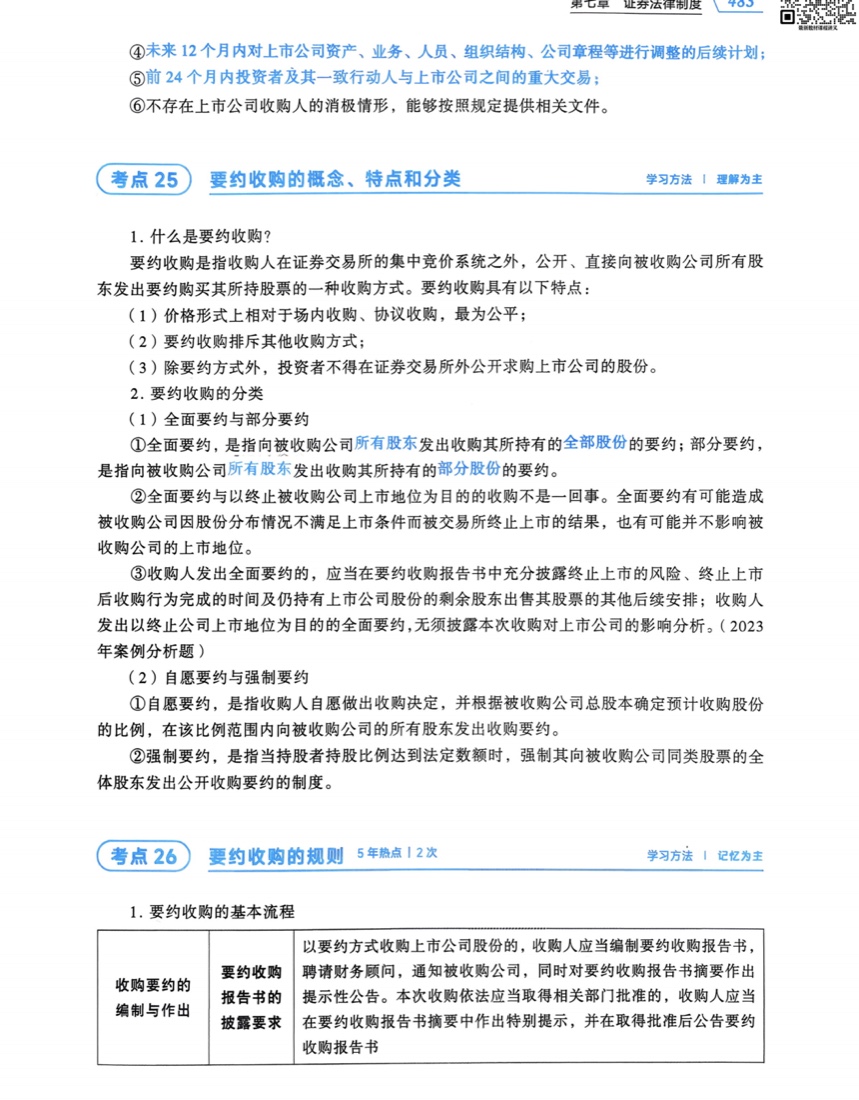 第七章 证券法律制度 483
④未来 12 个月内对上市公司资产、业务、人员、组织结构、公司章程等进行调整的后续计划；
⑤前 24 个月内投资者及其一致行动人与上市公司之间的重大交易；
⑥不存在上市公司收购人的消极情形，能够按照规定提供相关文件。
考点 25 要约收购的概念、特点和分类 学习方法 | 理解为主
1. 什么是要约收购？
要约收购是指收购人在证券交易所的集中竞价系统之外，公开、直接向被收购公司所有股
东发出要约购买其所持股票的一种收购方式。要约收购具有以下特点：
（1）价格形式上相对于场内收购、协议收购，最为公平；
（2）要约收购排斥其他收购方式；
（3）除要约方式外，投资者不得在证券交易所外公开求购上市公司的股份。
2. 要约收购的分类
（1）全面要约与部分要约
①全面要约，是指向被收购公司所有股东发出收购其所持有的全部股份的要约；部分要约，
是指向被收购公司所有股东发出收购其所持有的部分股份的要约。
②全面要约与以终止被收购公司上市地位为目的的收购不是一回事。全面要约有可能造成
被收购公司因股份分布情况不满足上市条件而被交易所终止上市的结果，也有可能并不影响被
收购公司的上市地位。
③收购人发出全面要约的，应当在要约收购报告书中充分披露终止上市的风险、终止上市
后收购行为完成的时间及仍持有上市公司股份的剩余股东出售其股票的其他后续安排；收购人
发出以终止公司上市地位为目的的全面要约，无须披露本次收购对上市公司的影响分析。（2023
年案例分析题）
（2）自愿要约与强制要约
①自愿要约，是指收购人自愿做出收购决定，并根据被收购公司总股本确定预计收购股份
的比例，在该比例范围内向被收购公司的所有股东发出收购要约。
②强制要约，是指当持股者持股比例达到法定数额时，强制其向被收购公司同类股票的全
体股东发出公开收购要约的制度。
考点 26 要约收购的规则 5 年热点 | 2 次 学习方法 | 记忆为主
1. 要约收购的基本流程
收购要约的
编制与作出
要约收购
报告书的
披露要求
以要约方式收购上市公司股份的，收购人应当编制要约收购报告书，
聘请财务顾问，通知被收购公司，同时对要约收购报告书摘要作出
提示性公告。本次收购依法应当取得相关部门批准的，收购人应当
在要约收购报告书摘要中作出特别提示，并在取得批准后公告要约
收购报告书